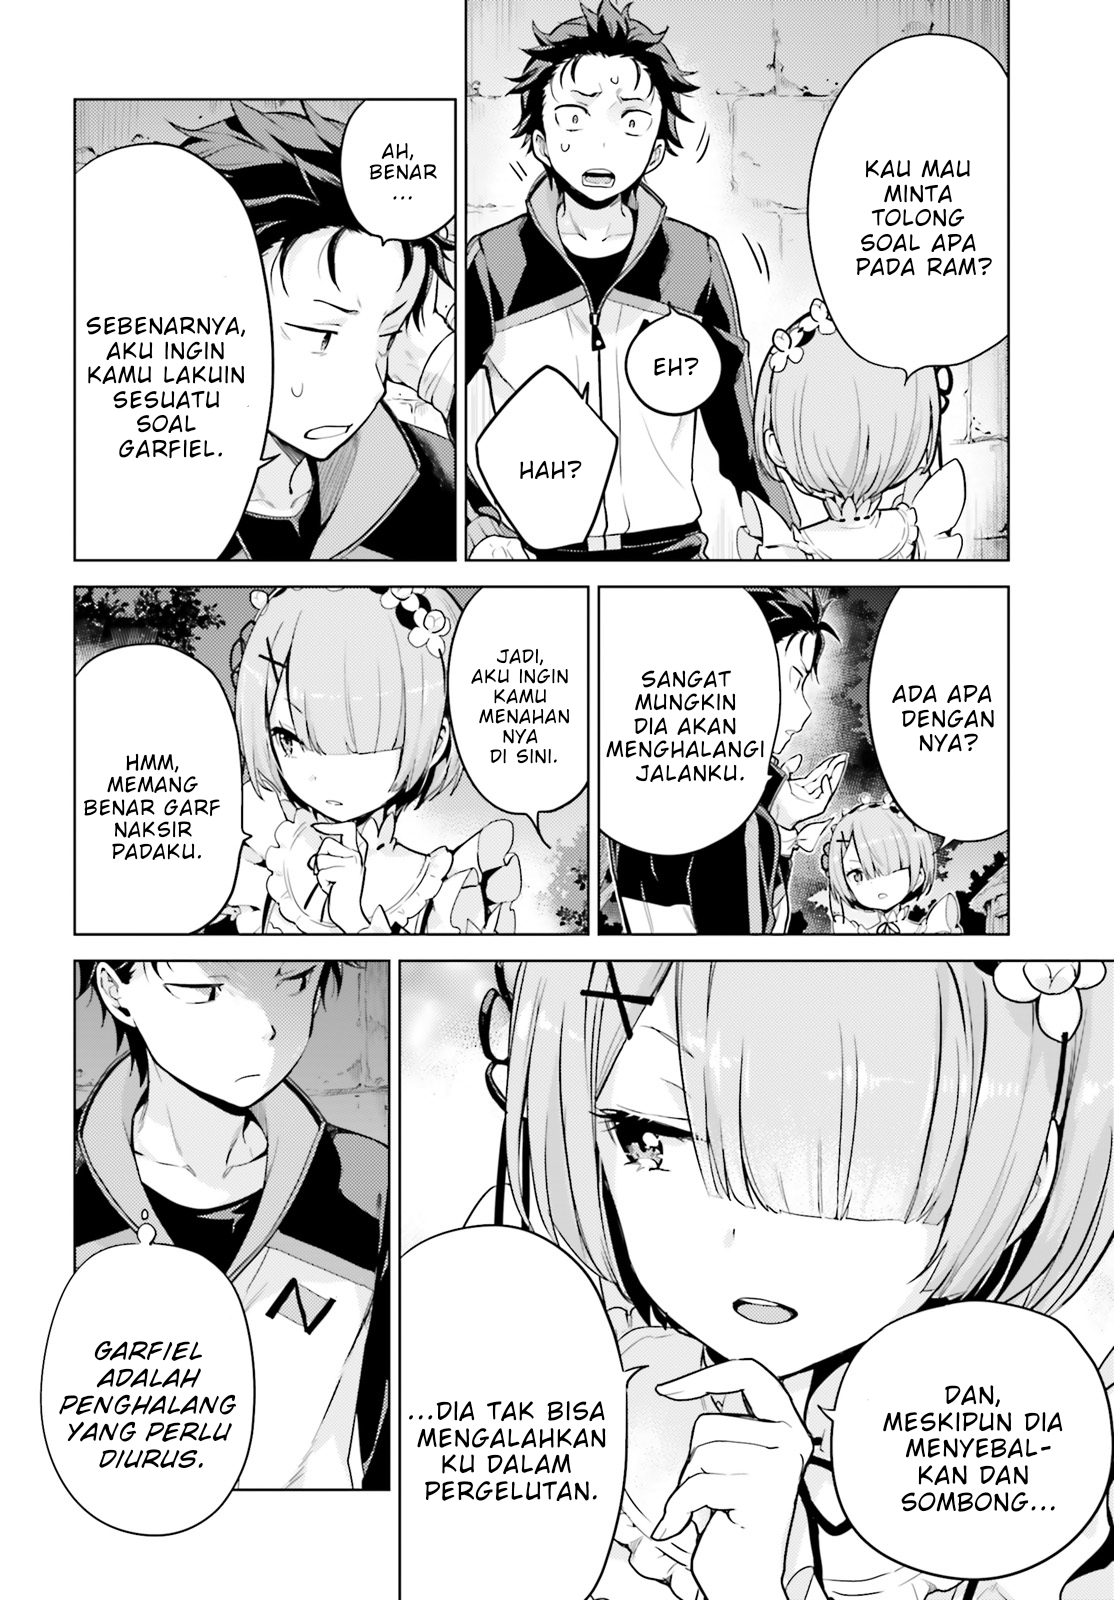 KAU MAU
MINTA
TOLONG
SOAL APA
PADA RAM?
EH?
HAH?
AH,
BENAR
...
SEBENARNYA,
AKU INGIN
KAMU LAKUIN
SESUATU
SOAL
GARFIEL.
ADA APA
DENGAN
NYA?
SANGAT
MUNGKIN
DIA AKAN
MENGHALANGI
JALANKU.
JADI,
AKU INGIN
KAMU
MENAHAN
NYA
DI SINI.
HMM,
MEMANG
BENAR GARF
NAKSIR
PADAKU.
DAN,
MESKIPUN DIA
MENYEBAL-
KAN DAN
SOMBONG...
...DIA TAK BISA
MENGALAHKAN
KU DALAM
PERGELUTAN.
GARFIEL
ADALAH
PENGHALANG
YANG PERLU
DIURUS.